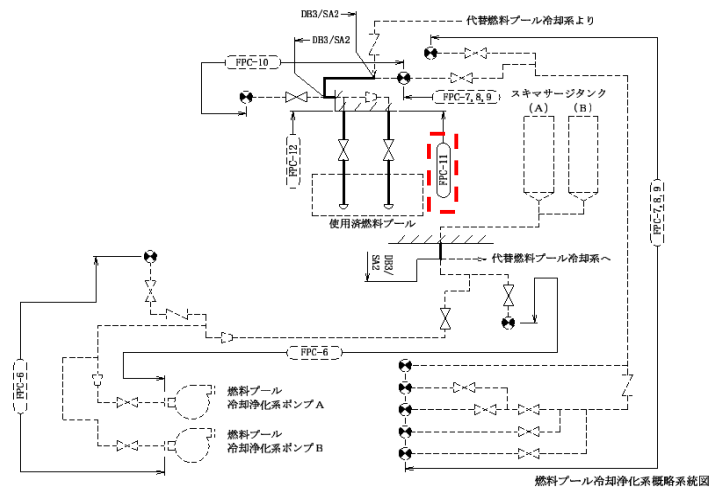 DB3/SA2
代替燃料プール冷却系より
DB3/SA2
FPC-10
FPC-7,8,9
スキマサージタンク
(A) (B)
FPC-12
FPC-11
FPC-7,8,9
使用済燃料プール
DB3/
SA2
代替燃料プール冷却系へ
FPC-6
FPC-6
燃料プール
冷却浄化系ポンプA
燃料プール
冷却浄化系ポンプB
燃料プール冷却浄化系概略系統図